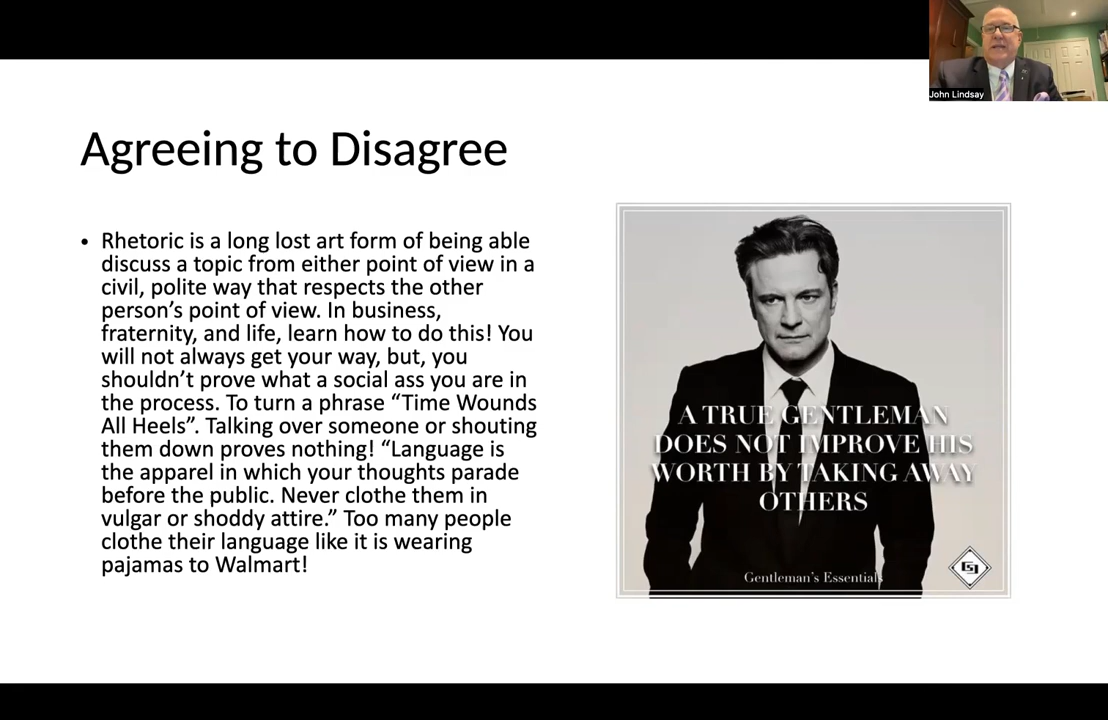 John Lindsay
Agreeing to Disagree
• Rhetoric is a long lost art form of being able
discuss a topic from either point of view in a
civil, polite way that respects the other
person’s point of view. In business,
fraternity, and life, learn how to do this! You
will not always get your way, but, you
shouldn’t prove what a social ass you are in
the process. To turn a phrase “Time Wounds
All Heels”. Talking over someone or shouting
them down proves nothing! “Language is
the apparel in which your thoughts parade
before the public. Never clothe them in
vulgar or shoddy attire.” Too many people
clothe their language like it is wearing
pajamas to Walmart!
A TRUE GENTLEMAN
DOES NOT IMPROVE HIS
WORTH BY TAKING AWAY
OTHERS
Gentleman’s Essentials